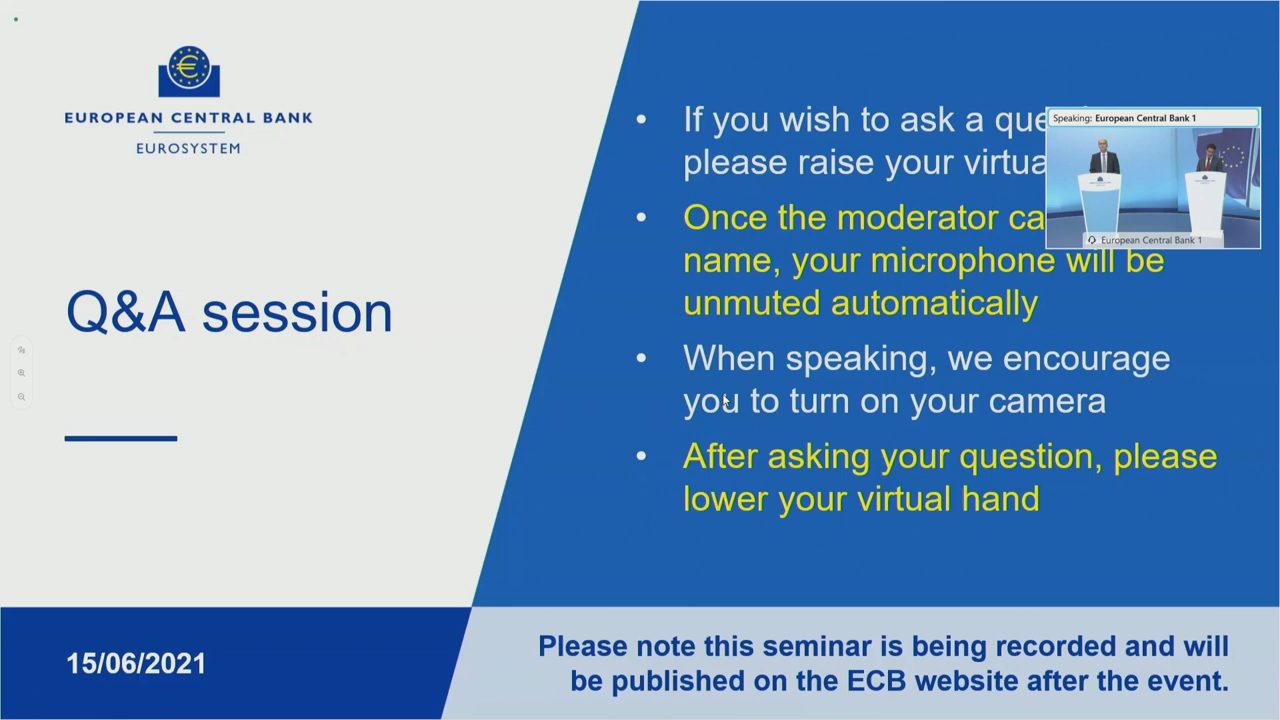 EUROPEAN CENTRAL BANK
EUROSYSTEM
Q&A session
15/06/2021
• If you wish to ask a
please raise your
• Once the moderator
name, your microphone will be
unmuted automatically
• When speaking, we encourage
you to turn on your camera
• After asking your question, please
lower your virtual hand
Speaking: European Central Bank 1
European Central Bank 1
Please note this seminar is being recorded and will
be published on the ECB website after the event.